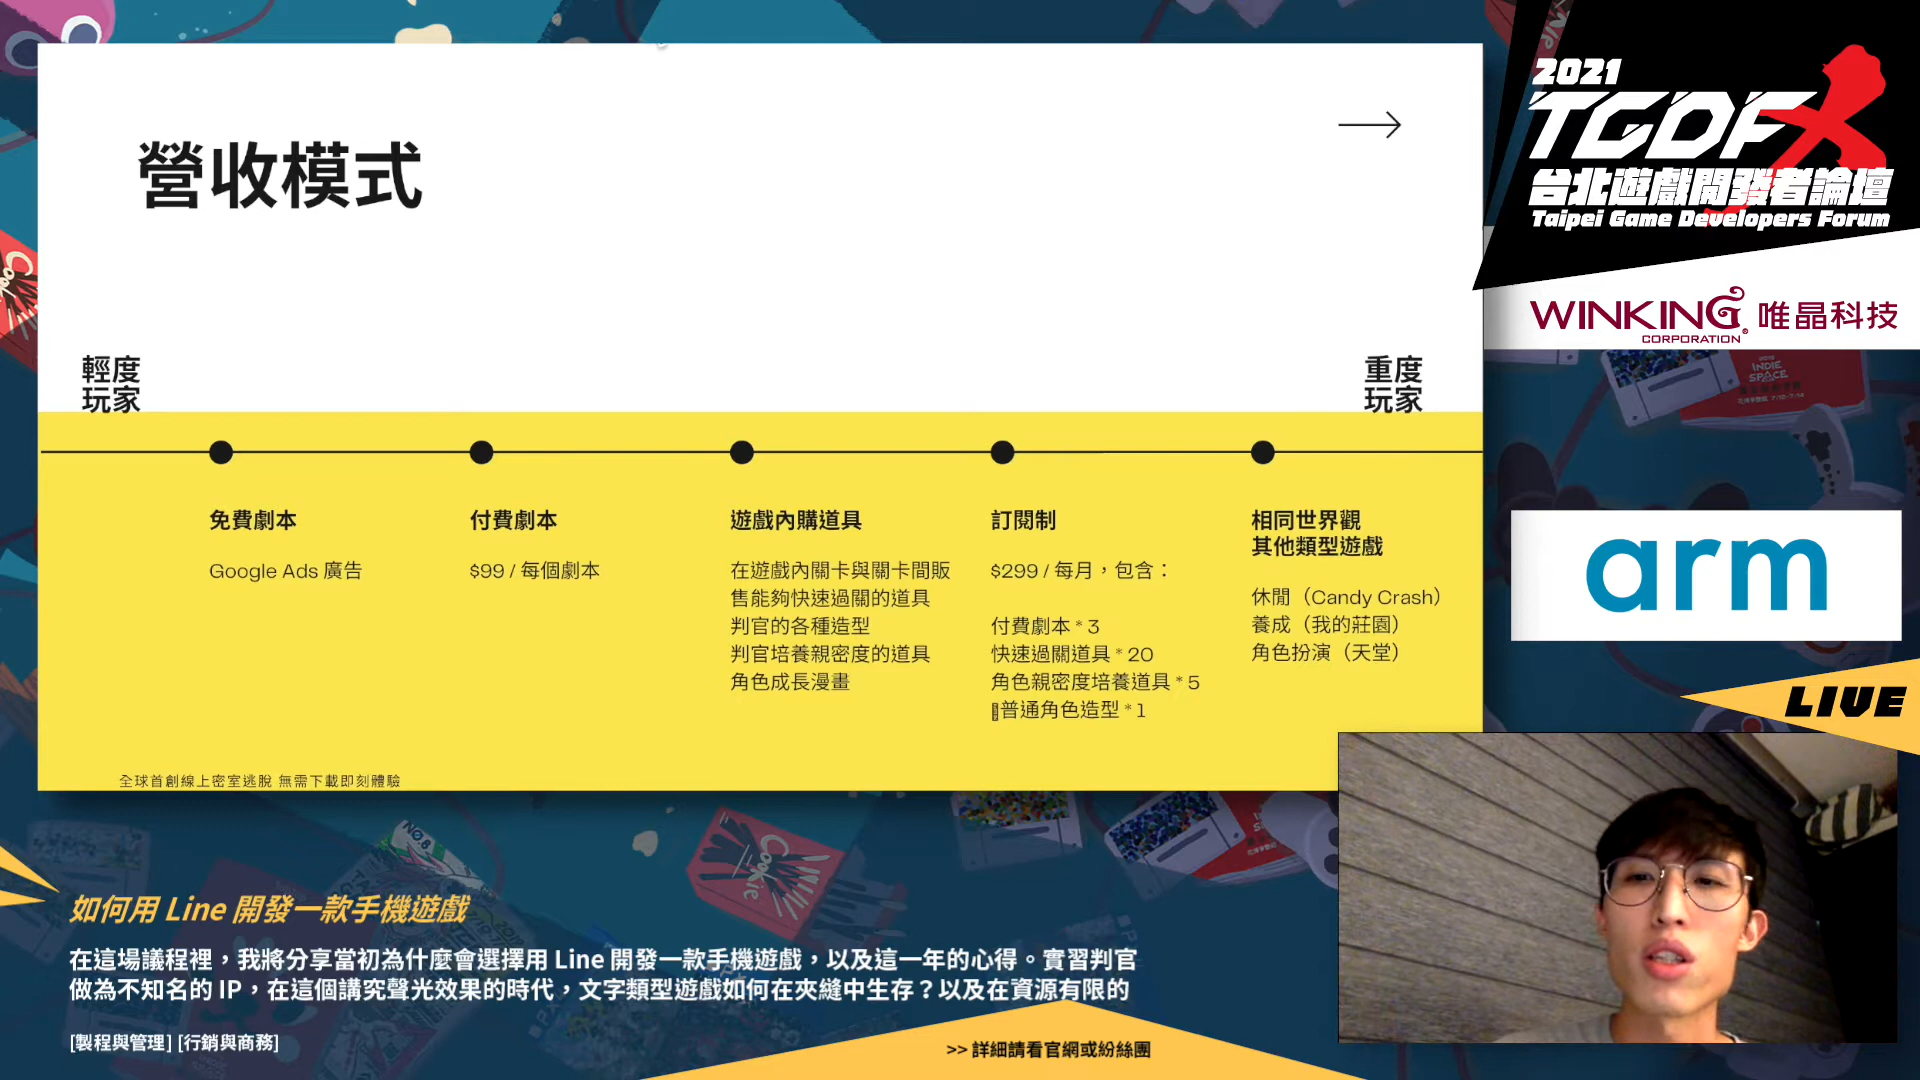 營收模式
輕度
玩家
重度
玩家
免費劇本
Google Ads 廣告
付費劇本
$99 / 每個劇本
遊戲內購道具
在遊戲內關卡與關卡間販
售能夠快速過關的道具
判官的各種造型
判官培養親密度的道具
角色成長漫畫
訂閱制
$299 / 每月，包含：
付費劇本 * 3
快速過關道具 * 20
角色親密度培養道具 * 5
普通角色造型 * 1
相同世界觀
其他類型遊戲
休閒（Candy Crash）
養成（我的莊園）
角色扮演（天堂）
全球首創線上密室逃脫 無需下載即刻體驗
2021
TGDF
台北遊戲開發者論壇
Taipei Game Developers Forum
WINKING 唯晶科技
CORPORATION
INDIE
SPACE
arm
LIVE
No.8
Cookie
如何用 Line 開發一款手機遊戲
在這場議程裡，我將分享當初為什麼會選擇用 Line 開發一款手機遊戲，以及這一年的心得。實習判官
做為不知名的 IP，在這個講究聲光效果的時代，文字類型遊戲如何在夾縫中生存？以及在資源有限的
[製程與管理] [行銷與商務]
>> 詳細請看官網或紛絲團